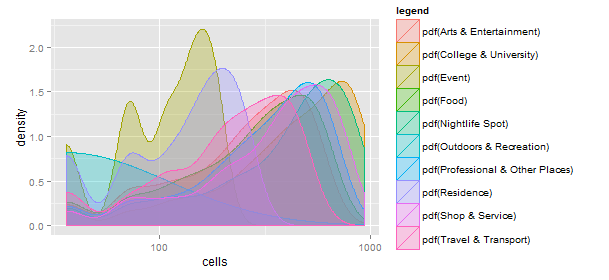 legend
pdf(Arts & Entertainment)
pdf(College & University)
pdf(Event)
pdf(Food)
pdf(Nightlife Spot)
pdf(Outdoors & Recreation)
pdf(Professional & Other Places)
pdf(Residence)
pdf(Shop & Service)
pdf(Travel & Transport)
density
2.0
1.5
1.0
0.5
0.0
100
1000
cells